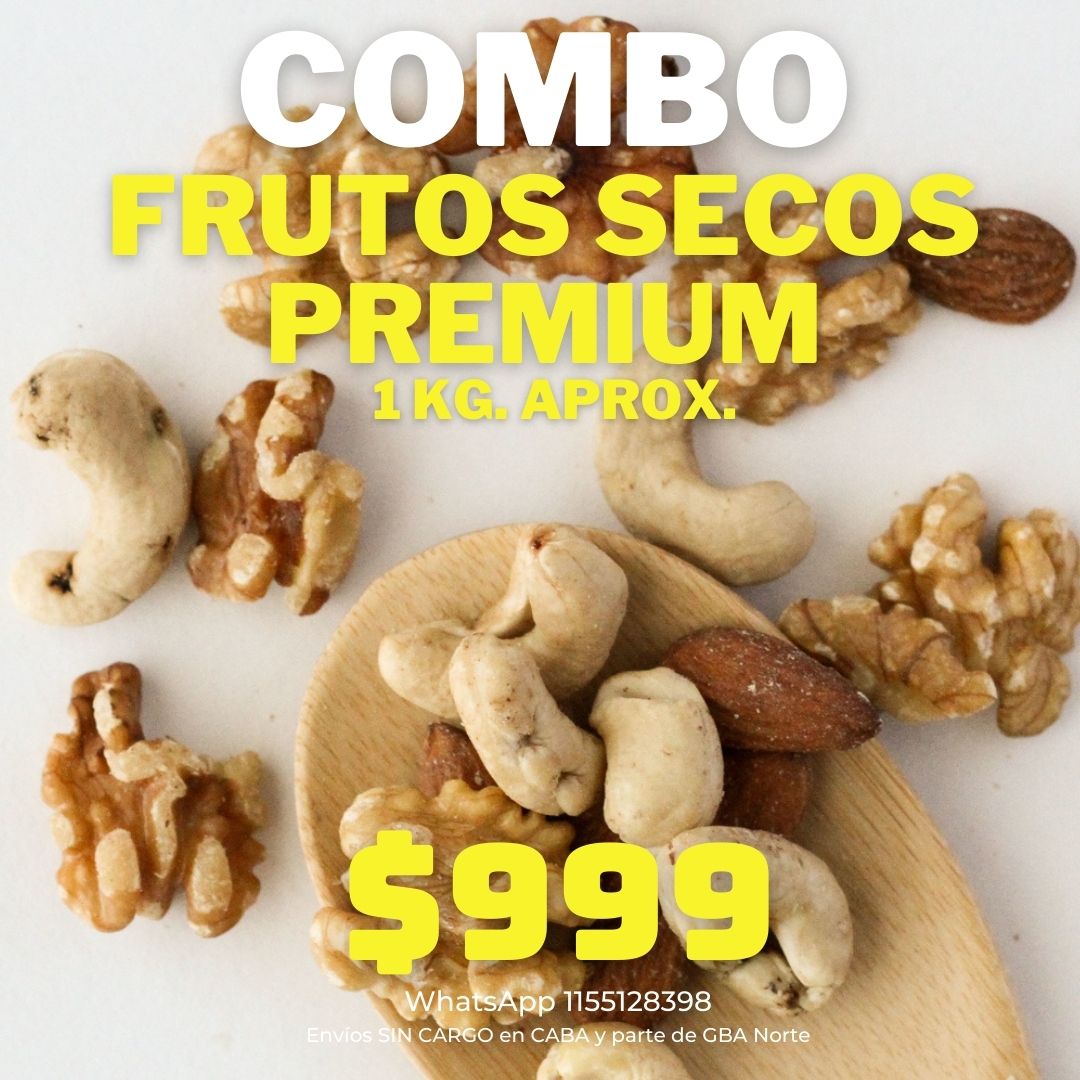 COMBO
FRUTOS SECOS
PREMIUM
1 KG. APROX.
$999
WhatsApp 1155128398
Envíos SIN CARGO en CABA y parte de GBA Norte